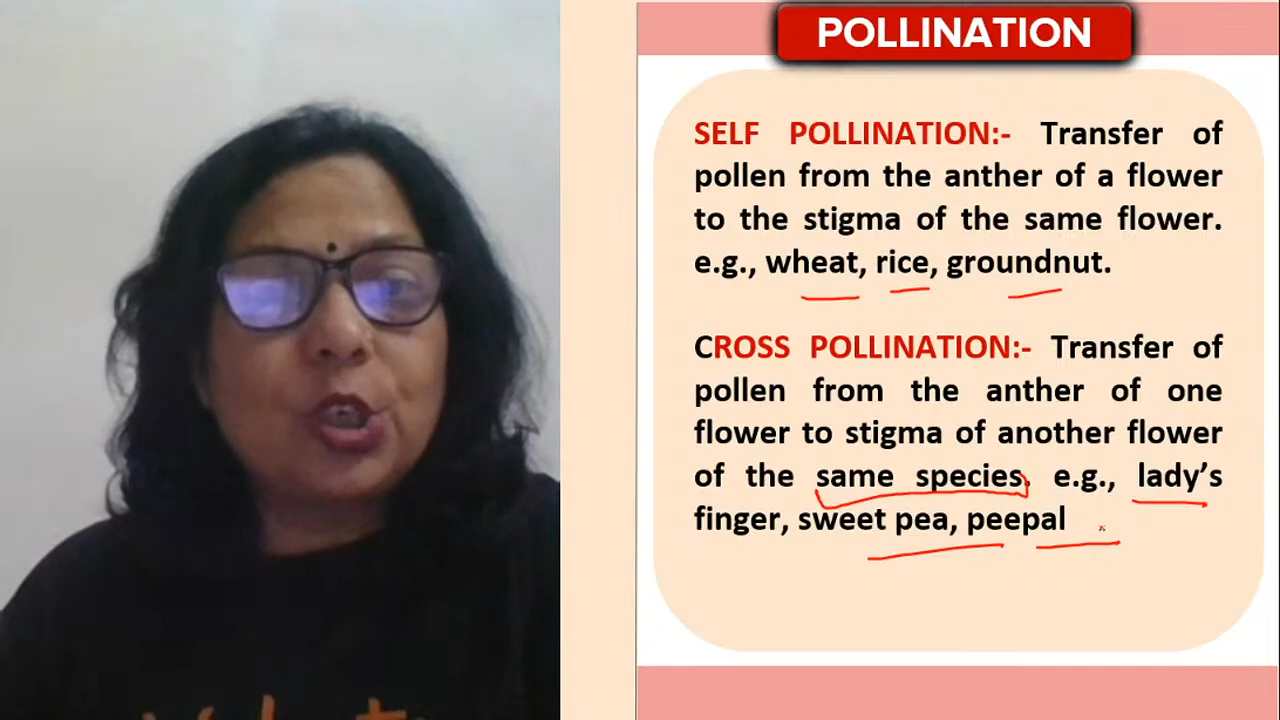 POLLINATION
SELF POLLINATION:- Transfer of
pollen from the anther of a flower
to the stigma of the same flower.
e.g., wheat, rice, groundnut.
CROSS POLLINATION:- Transfer of
pollen from the anther of one
flower to stigma of another flower
of the same species. e.g., lady’s
finger, sweet pea, peepal